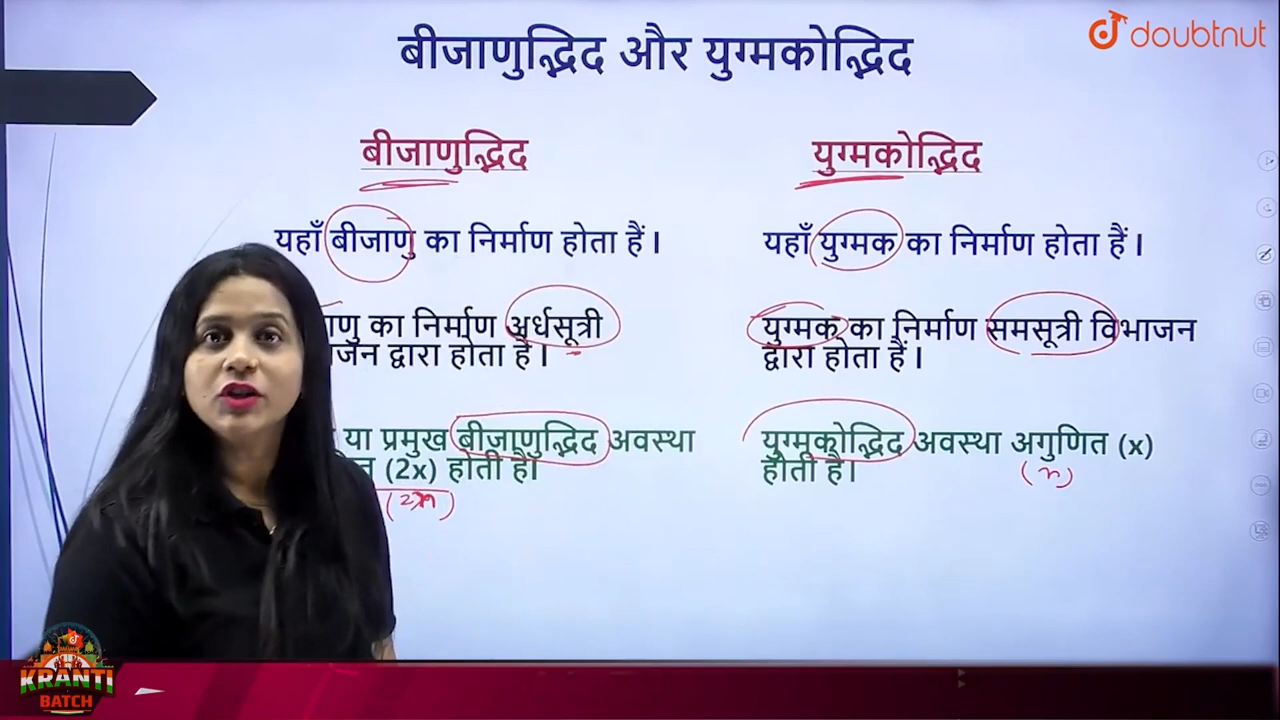 doubtnut
बीजाणुद्भिद और युग्मकोद्भिद
बीजाणुद्भिद
यहाँ बीजाणु का निर्माण होता हैं।
का निर्माण अर्धसूत्री
द्वारा होता है।
या प्रमुख बीजाणुद्भिद अवस्था
(2x) होती है।
युग्मकोद्भिद
यहाँ युग्मक का निर्माण होता हैं।
युग्मक का निर्माण समसूत्री विभाजन
द्वारा होता हैं।
युग्मकोद्भिद अवस्था अगुणित (x)
होती है।
KRANTI
BATCH